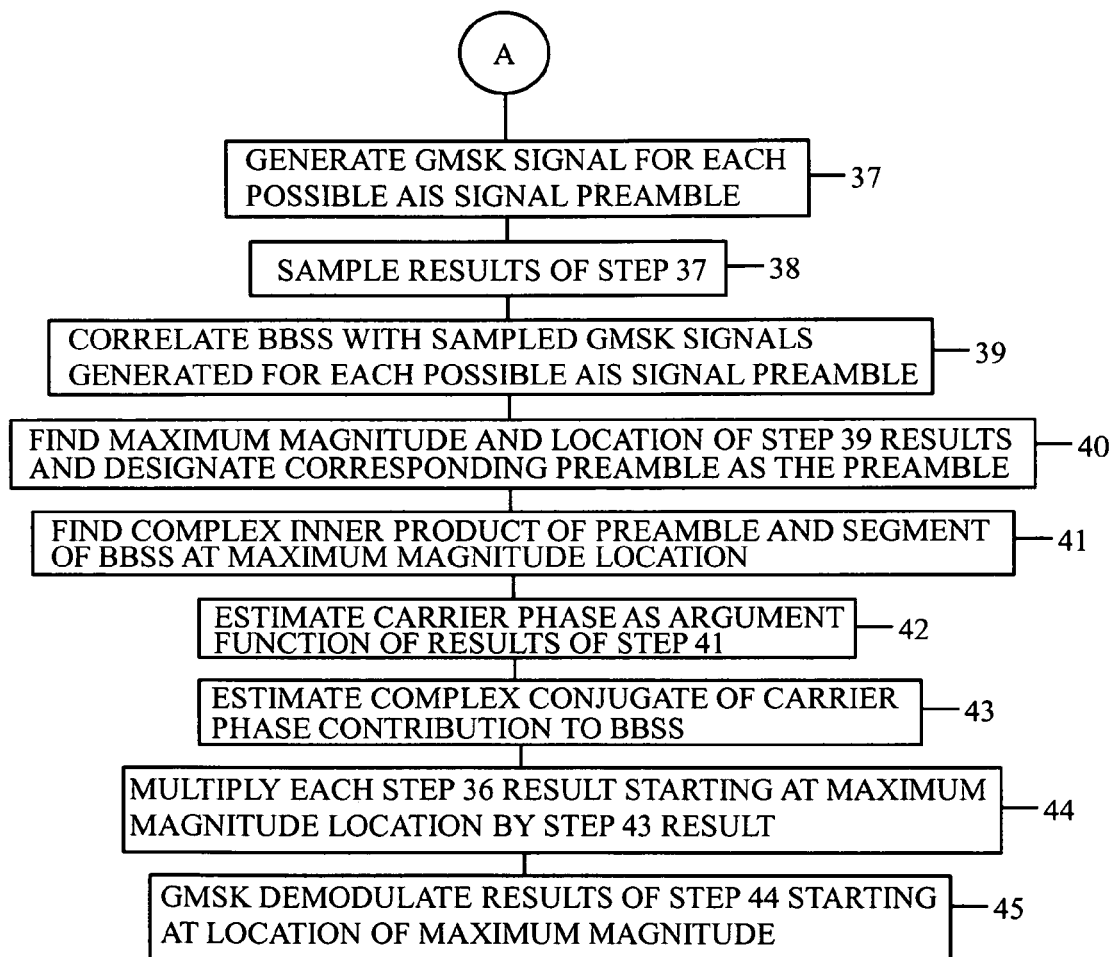 A
GENERATE GMSK SIGNAL FOR EACH
POSSIBLE AIS SIGNAL PREAMBLE
37
SAMPLE RESULTS OF STEP 37
38
CORRELATE BBSS WITH SAMPLED GMSK SIGNALS
GENERATED FOR EACH POSSIBLE AIS SIGNAL PREAMBLE
39
FIND MAXIMUM MAGNITUDE AND LOCATION OF STEP 39 RESULTS
AND DESIGNATE CORRESPONDING PREAMBLE AS THE PREAMBLE
40
FIND COMPLEX INNER PRODUCT OF PREAMBLE AND SEGMENT
OF BBSS AT MAXIMUM MAGNITUDE LOCATION
41
ESTIMATE CARRIER PHASE AS ARGUMENT
FUNCTION OF RESULTS OF STEP 41
42
ESTIMATE COMPLEX CONJUGATE OF CARRIER
PHASE CONTRIBUTION TO BBSS
43
MULTIPLY EACH STEP 36 RESULT STARTING AT MAXIMUM
MAGNITUDE LOCATION BY STEP 43 RESULT
44
GMSK DEMODULATE RESULTS OF STEP 44 STARTING
AT LOCATION OF MAXIMUM MAGNITUDE
45